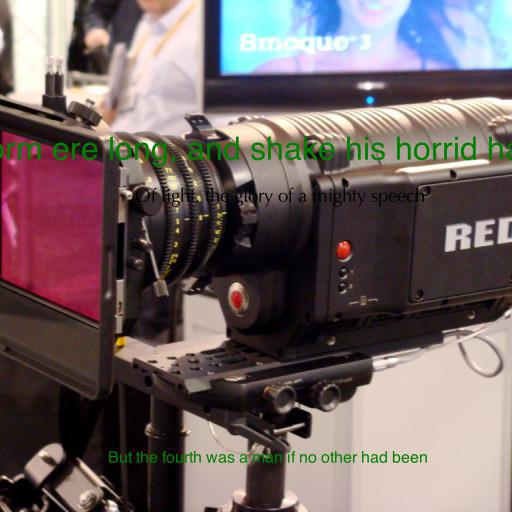 Smcque 3
orm ere long, and shake his horrid ha
Of light, the glory of a mighty speech
RED
But the fourth was a man if no other had been